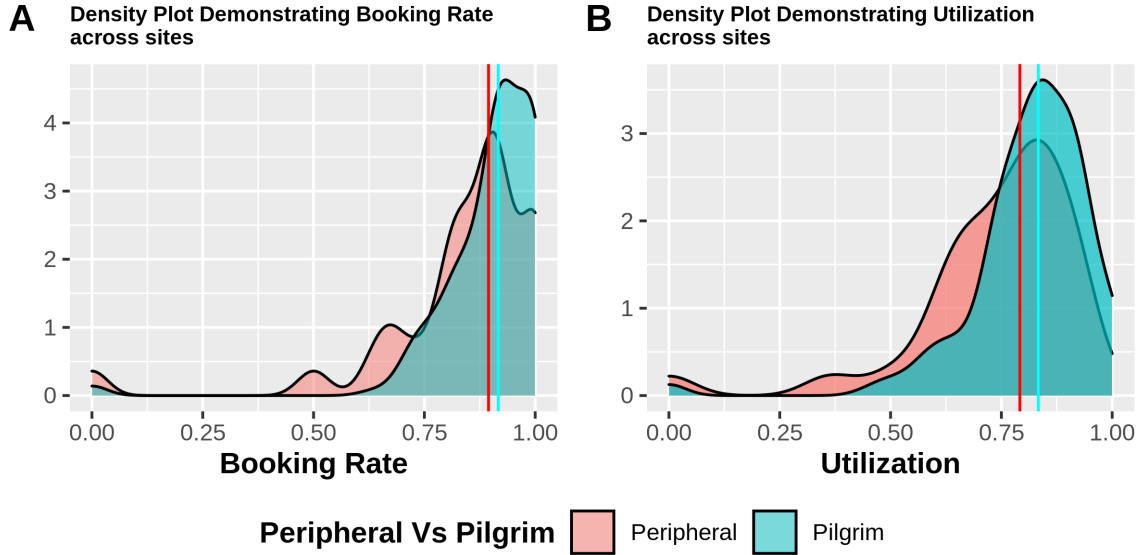 A
Density Plot Demonstrating Booking Rate
across sites
4
3
2
1
0
0.00 0.25 0.50 0.75 1.00
Booking Rate
B
Density Plot Demonstrating Utilization
across sites
3
2
1
0
0.00 0.25 0.50 0.75 1.00
Utilization
Peripheral Vs Pilgrim Peripheral Pilgrim